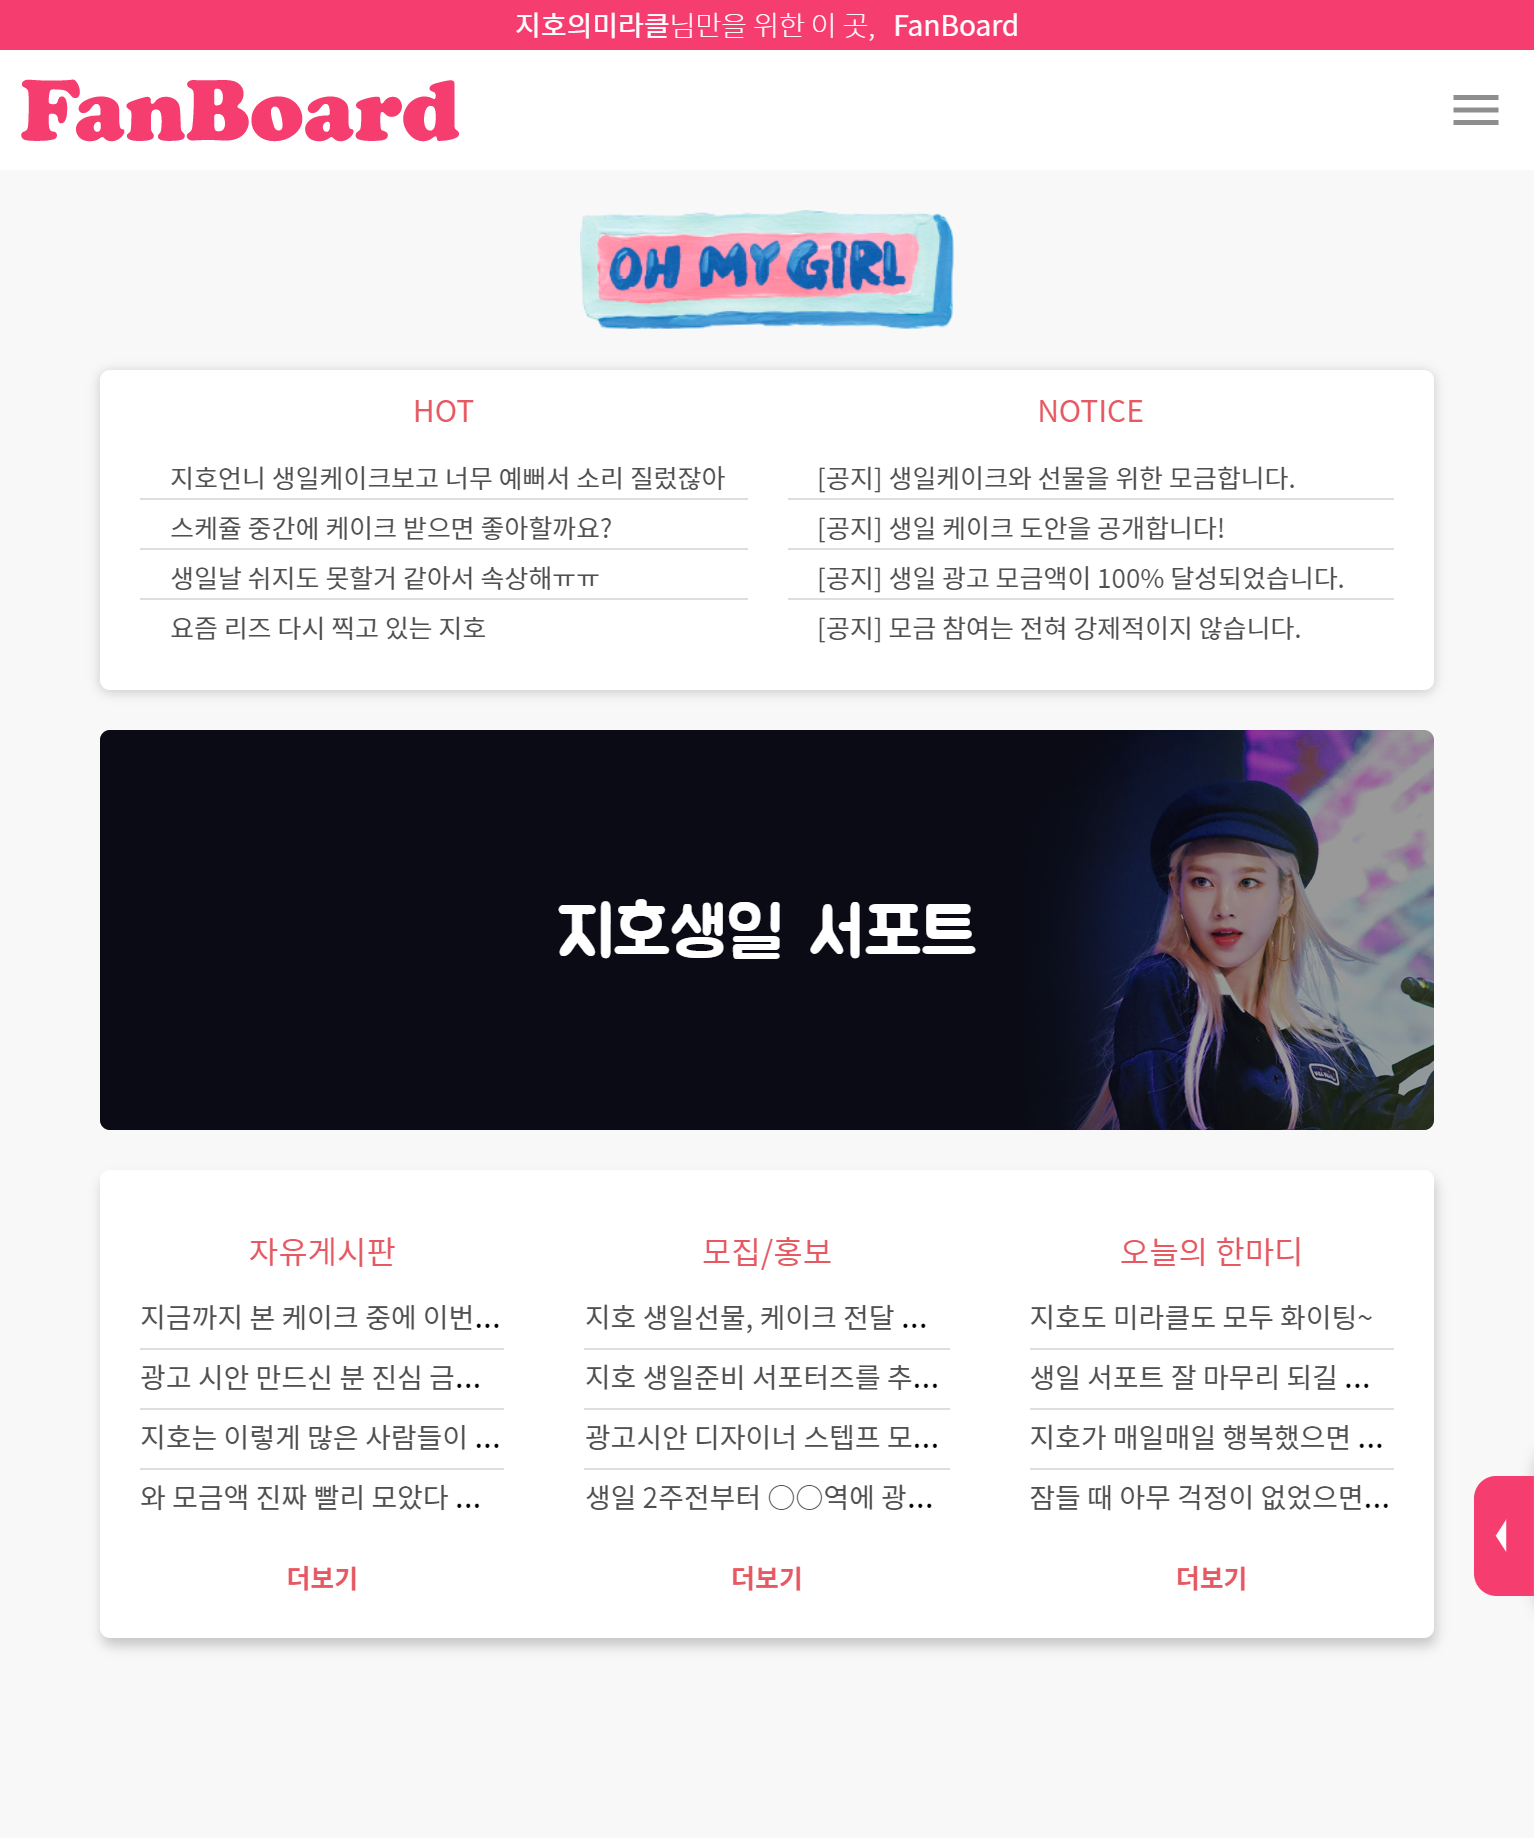 지호의미라클님만을 위한 이 곳, FanBoard
FanBoard
OH MY GIRL
HOT
지호언니 생일케이크보고 너무 예뻐서 소리 질렀잖아
스케쥴 중간에 케이크 받으면 좋아할까요?
생일날 쉬지도 못할거 같아서 속상해ㅠㅠ
요즘 리즈 다시 찍고 있는 지호
NOTICE
[공지] 생일케이크와 선물을 위한 모금합니다.
[공지] 생일 케이크 도안을 공개합니다!
[공지] 생일 광고 모금액이 100% 달성되었습니다.
[공지] 모금 참여는 전혀 강제적이지 않습니다.
지호생일 서포트
자유게시판
지금까지 본 케이크 중에 이번...
광고 시안 만드신 분 진심 금...
지호는 이렇게 많은 사람들이 ...
와 모금액 진짜 빨리 모았다 ...
더보기
모집/홍보
지호 생일선물, 케이크 전달 ...
지호 생일준비 서포터즈를 추...
광고시안 디자이너 스텝프 모...
생일 2주전부터 〇〇역에 광...
더보기
오늘의 한마디
지호도 미라클도 모두 화이팅~
생일 서포트 잘 마무리 되길 ...
지호가 매일매일 행복했으면 ...
잠들 때 아무 걱정이 없었으면...
더보기